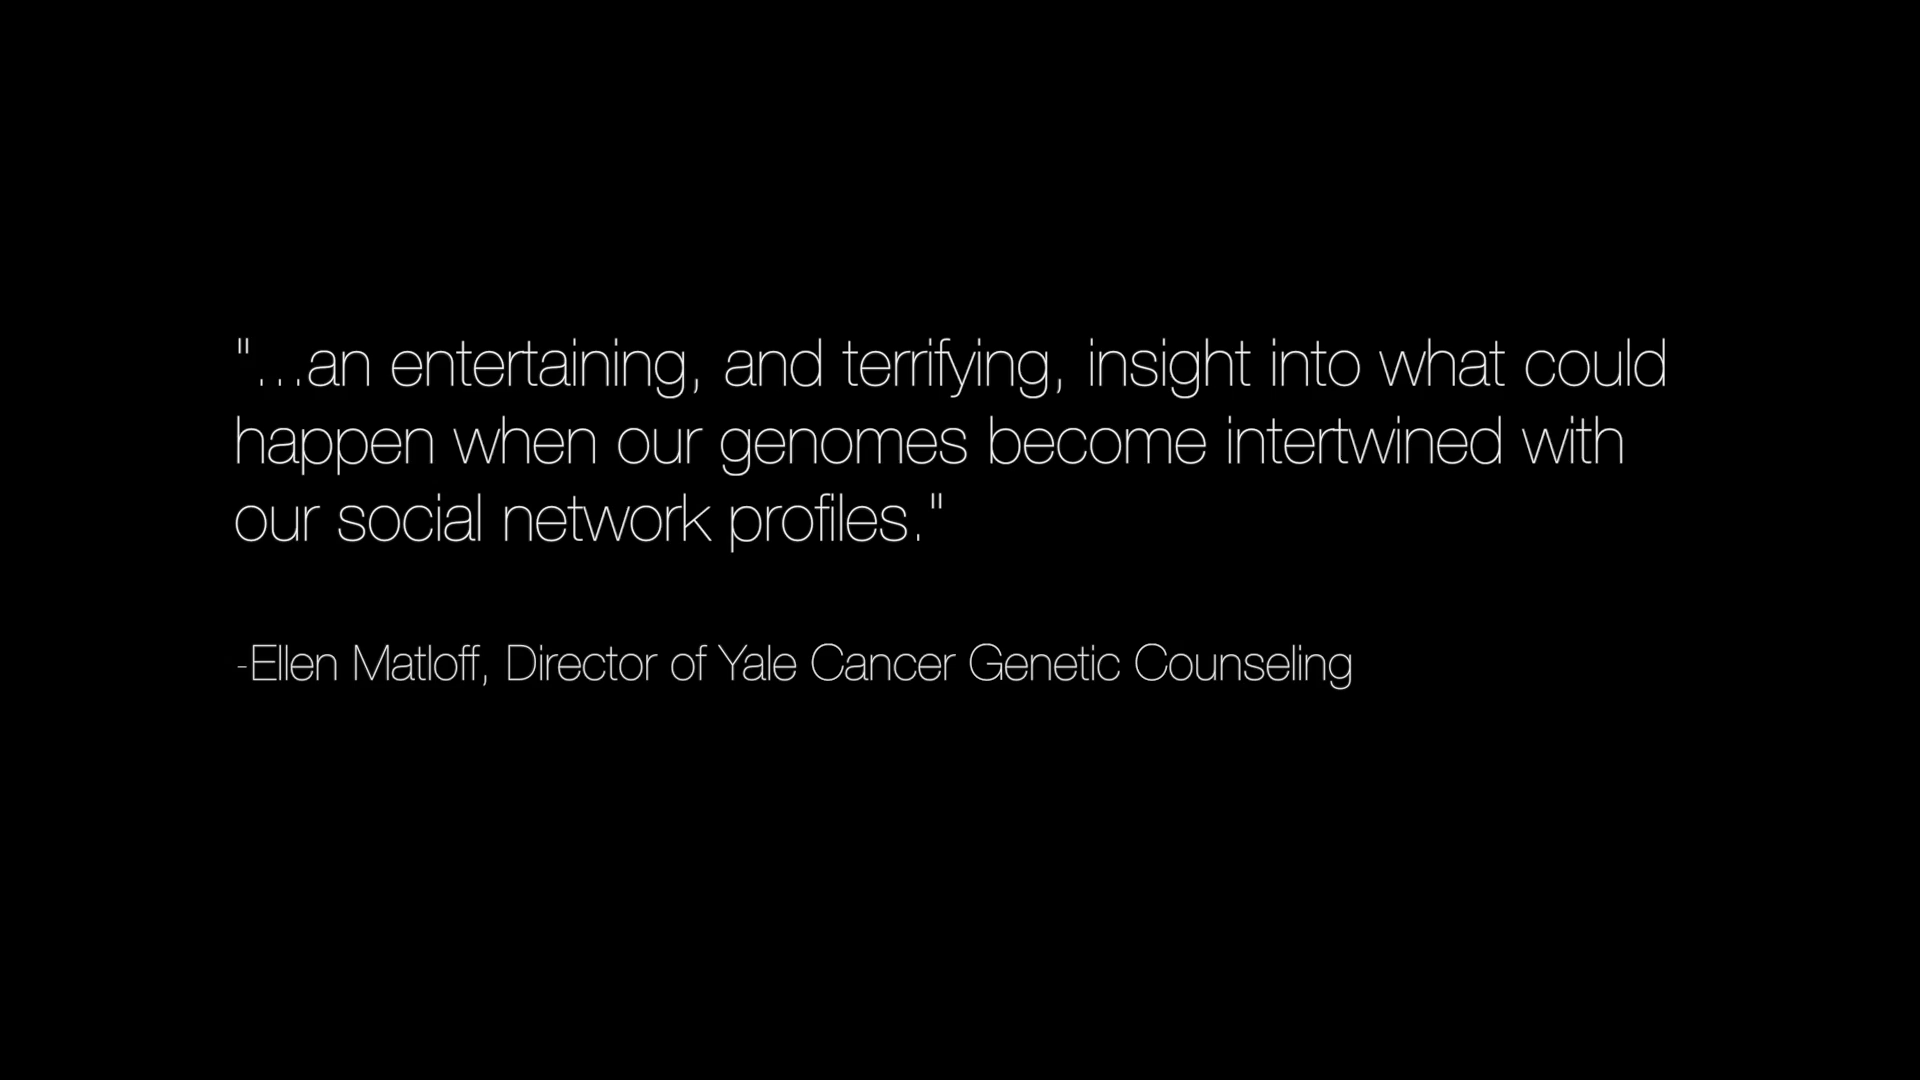 "...an entertaining, and terrifying, insight into what could
happen when our genomes become intertwined with
our social network profiles."
-Ellen Matloff, Director of Yale Cancer Genetic Counseling